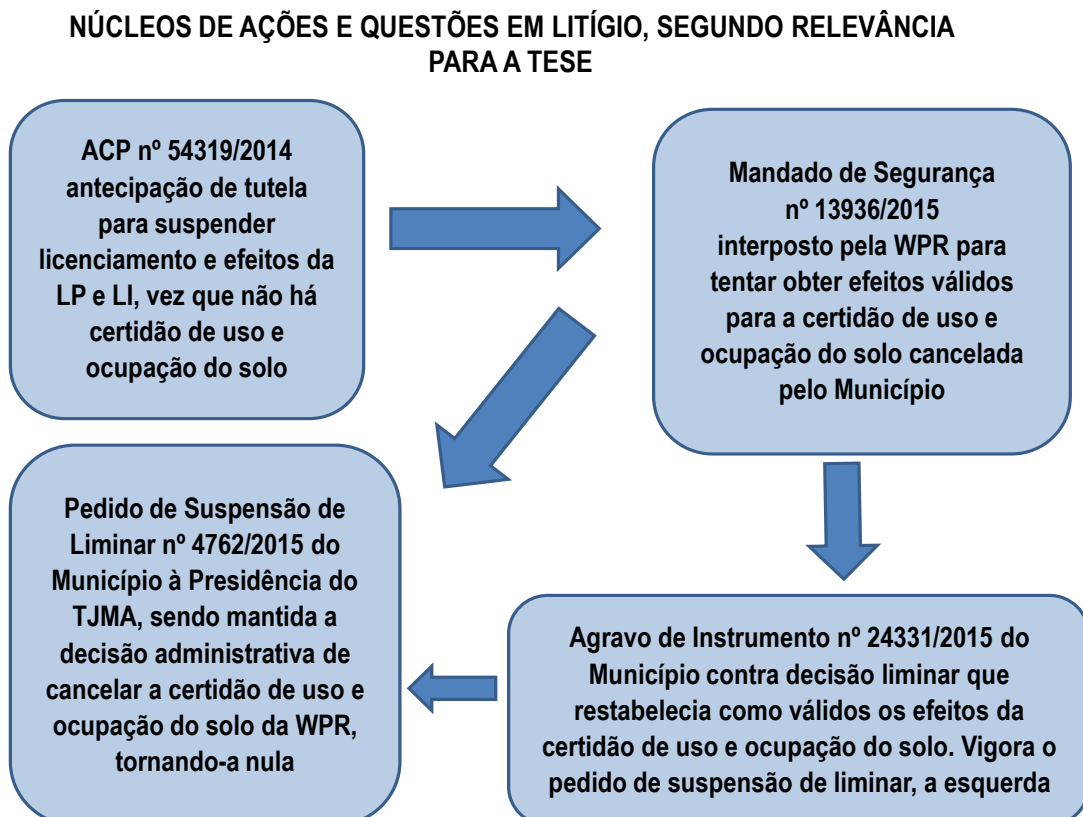 NÚCLEOS DE AÇÕES E QUESTÕES EM LITÍGIO, SEGUNDO RELEVÂNCIA
PARA A TESE
ACP nº 54319/2014
antecipação de tutela
para suspender
licenciamento e efeitos da
LP e LI, vez que não há
certidão de uso e
ocupação do solo
Mandado de Segurança
nº 13936/2015
interposto pela WPR para
tentar obter efeitos válidos
para a certidão de uso e
ocupação do solo cancelada
pelo Município
Pedido de Suspensão de
Liminar nº 4762/2015 do
Município à Presidência do
TJMA, sendo mantida a
decisão administrativa de
cancelar a certidão de uso e
ocupação do solo da WPR,
tornando-a nula
Agravo de Instrumento nº 24331/2015 do
Município contra decisão liminar que
restabelecia como válidos os efeitos da
certidão de uso e ocupação do solo. Vigora o
pedido de suspensão de liminar, a esquerda